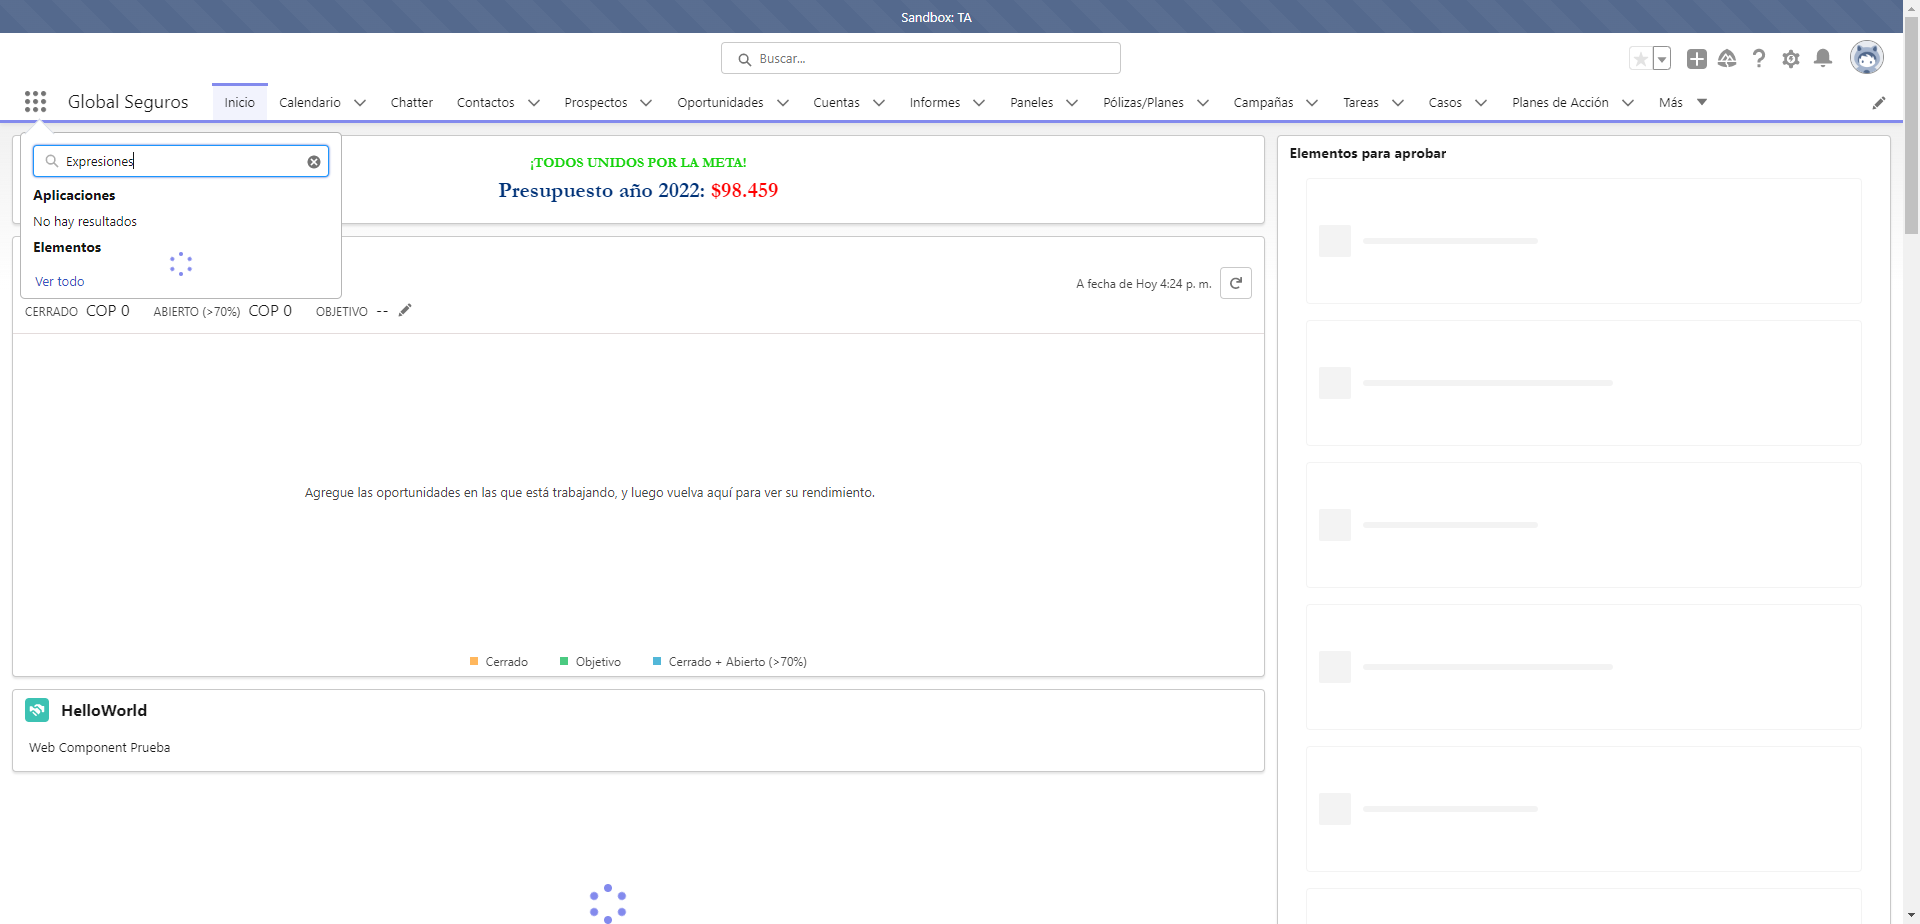 Sandbox: TA
Buscar...
Global Seguros
Inicio
Calendario
Chatter
Contactos
Prospectos
Oportunidades
Cuentas
Informes
Paneles
Pólizas/Planes
Campañas
Tareas
Casos
Planes de Acción
Más
Expresiones
Aplicaciones
No hay resultados
Elementos
Ver todo
¡TODOS UNIDOS POR LA META!
Presupuesto año 2022: $98.459
A fecha de Hoy 4:24 p. m.
CERRADO COP 0 ABIERTO (>70%) COP 0 OBJETIVO --
Agregue las oportunidades en las que está trabajando, y luego vuelva aquí para ver su rendimiento.
Cerrado
Objetivo
Cerrado + Abierto (>70%)
HelloWorld
Web Component Prueba
Elementos para aprobar